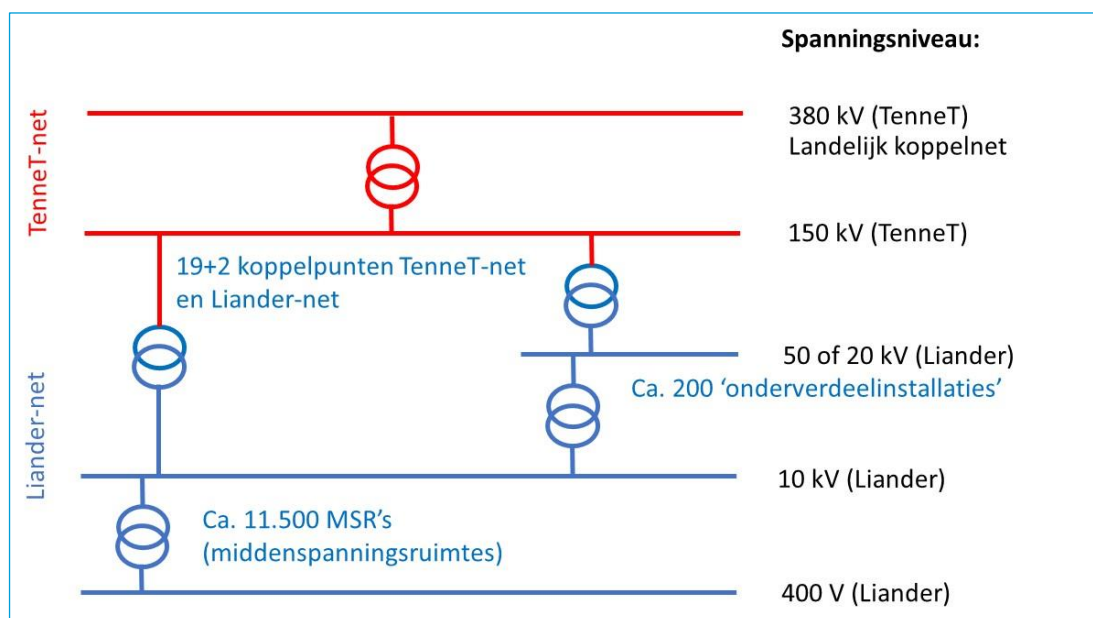 Spanningsniveau:
TenneT-net
380 kV (TenneT)
Landelijk koppelnet
150 kV (TenneT)
19+2 koppelpunten TenneT-net
en Liander-net
50 of 20 kV (Liander)
Ca. 200 ‘onderverdeelinstallaties’
Liander-net
10 kV (Liander)
Ca. 11.500 MSR’s
(middenspanningsruimtes)
400 V (Liander)